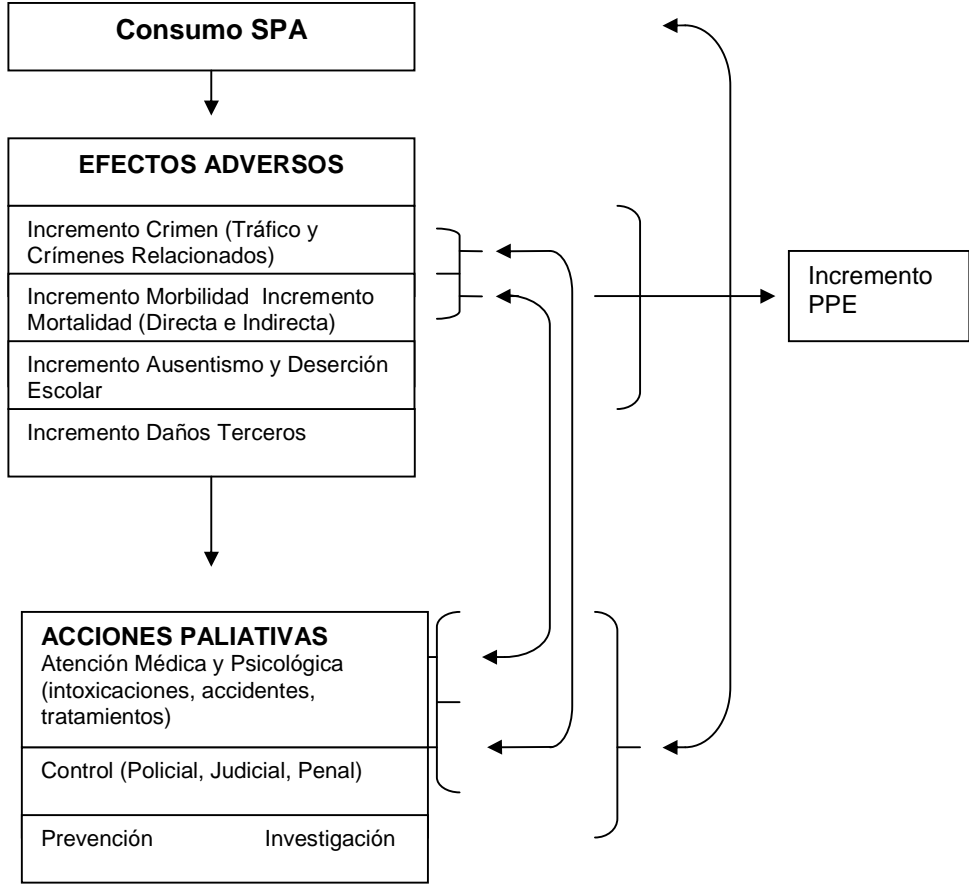 Consumo SPA
EFECTOS ADVERSOS
Incremento Crimen (Tráfico y
Crímenes Relacionados)
Incremento Morbilidad Incremento
Mortalidad (Directa e Indirecta)
Incremento Ausentismo y Deserción
Escolar
Incremento Daños Terceros
Incremento
PPE
ACCIONES PALIATIVAS
Atención Médica y Psicológica
(intoxicaciones, accidentes,
tratamientos)
Control (Policial, Judicial, Penal)
Prevención Investigación